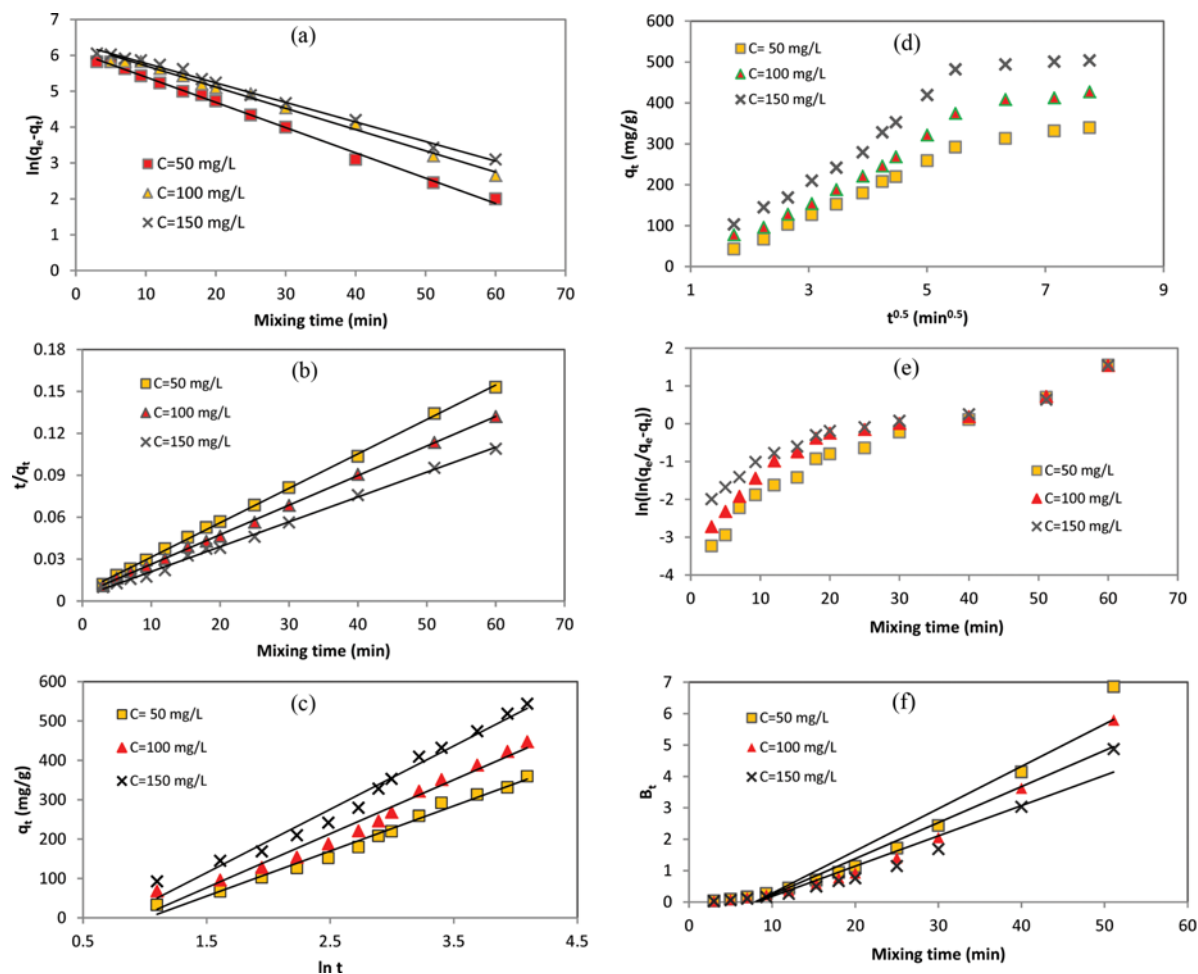 (a)
7
6
5
4
3
2
1
0
ln(qe-qt)
C=50 mg/L
C=100 mg/L
C=150 mg/L
0 10 20 30 40 50 60 70
Mixing time (min)
(d)
600
500
400
300
200
100
0
qt (mg/g)
C= 50 mg/L
C=100 mg/L
C=150 mg/L
1 3 5 7 9
t^0.5 (min^0.5)
(b)
0.18
0.15
0.12
0.09
0.06
0.03
0
t/qt
C=50 mg/L
C=100 mg/L
C=150 mg/L
0 10 20 30 40 50 60 70
Mixing time (min)
(e)
2
1
0
-1
-2
-3
-4
ln(ln(qe/qe-qt))
C=50 mg/L
C=100 mg/L
C=150 mg/L
0 10 20 30 40 50 60 70
Mixing time (min)
(c)
600
500
400
300
200
100
0
qt (mg/g)
C= 50 mg/L
C=100 mg/L
C=150 mg/L
0.5 1.5 2.5 3.5 4.5
ln t
(f)
7
6
5
4
3
2
1
0
Bt
C=50 mg/L
C=100 mg/L
C=150 mg/L
0 10 20 30 40 50 60
Mixing time (min)